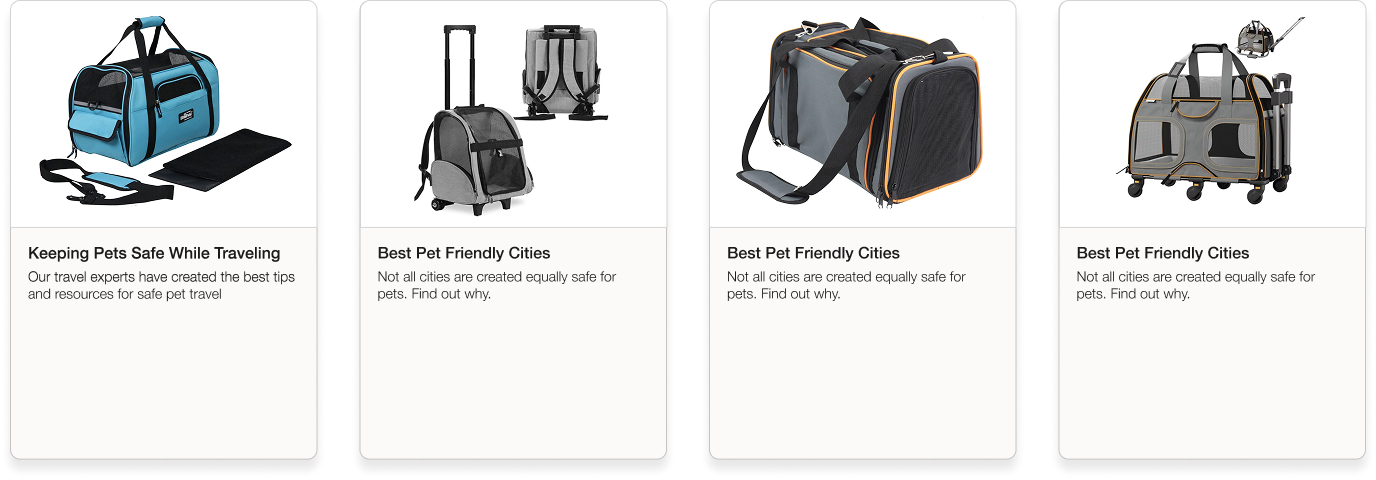 Keeping Pets Safe While Traveling
Our travel experts have created the best tips
and resources for safe pet travel
Best Pet Friendly Cities
Not all cities are created equally safe for
pets. Find out why.
Best Pet Friendly Cities
Not all cities are created equally safe for
pets. Find out why.
Best Pet Friendly Cities
Not all cities are created equally safe for
pets. Find out why.